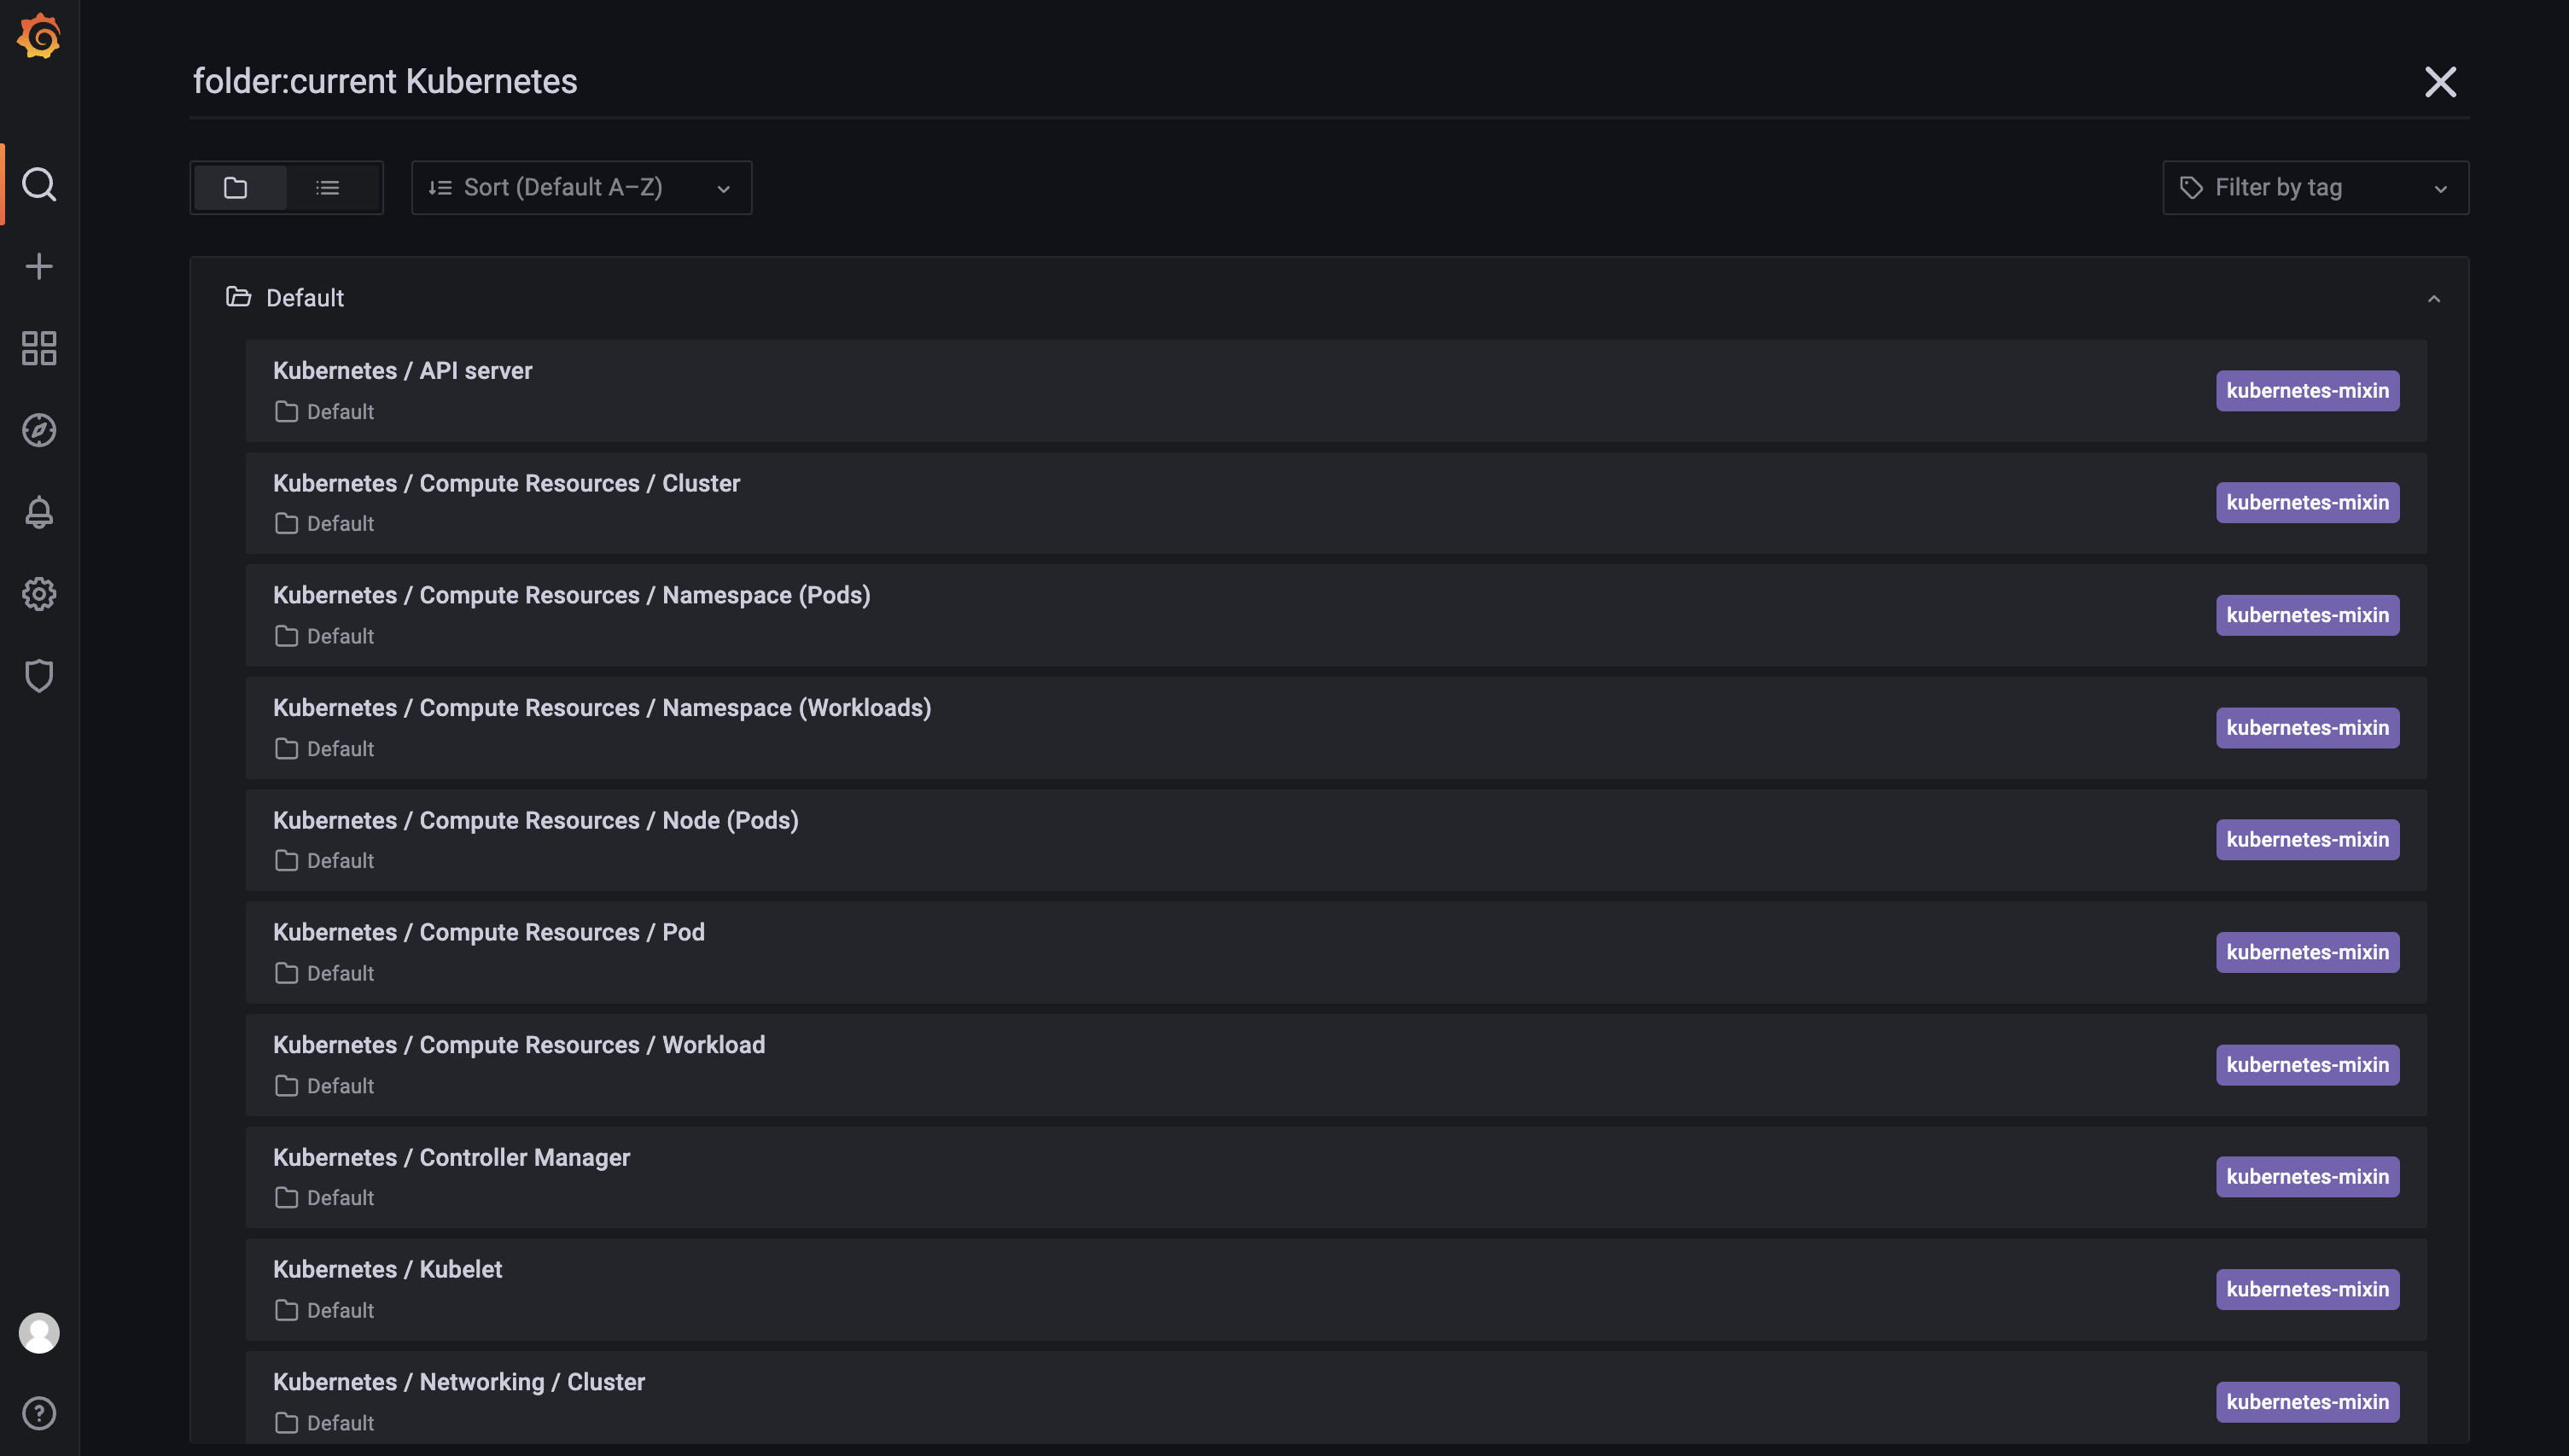 folder:current Kubernetes
Sort (Default A–Z)
Filter by tag
Default
Kubernetes / API server
Default
kubernetes-mixin
Kubernetes / Compute Resources / Cluster
Default
kubernetes-mixin
Kubernetes / Compute Resources / Namespace (Pods)
Default
kubernetes-mixin
Kubernetes / Compute Resources / Namespace (Workloads)
Default
kubernetes-mixin
Kubernetes / Compute Resources / Node (Pods)
Default
kubernetes-mixin
Kubernetes / Compute Resources / Pod
Default
kubernetes-mixin
Kubernetes / Compute Resources / Workload
Default
kubernetes-mixin
Kubernetes / Controller Manager
Default
kubernetes-mixin
Kubernetes / Kubelet
Default
kubernetes-mixin
Kubernetes / Networking / Cluster
Default
kubernetes-mixin